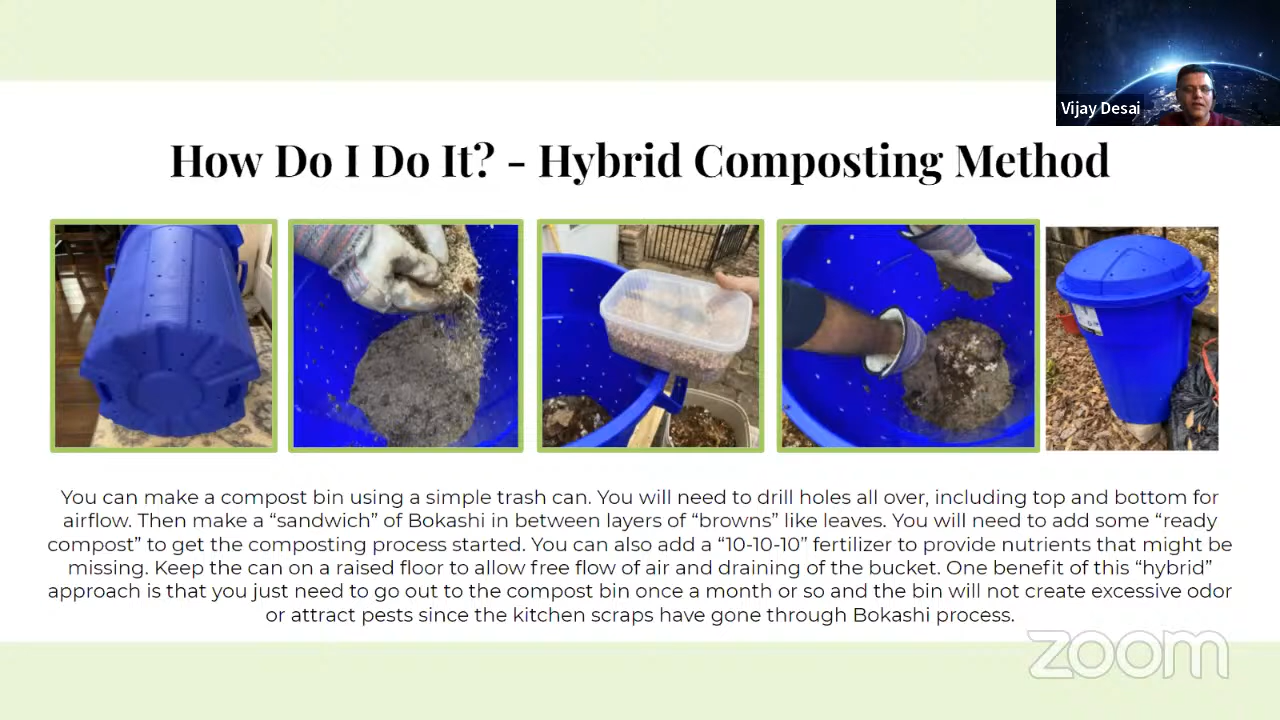 Vijay Desai
How Do I Do It? - Hybrid Composting Method
You can make a compost bin using a simple trash can. You will need to drill holes all over, including top and bottom for
airflow. Then make a “sandwich” of Bokashi in between layers of “browns” like leaves. You will need to add some “ready
compost” to get the composting process started. You can also add a “10-10-10” fertilizer to provide nutrients that might be
missing. Keep the can on a raised floor to allow free flow of air and draining of the bucket. One benefit of this “hybrid”
approach is that you just need to go out to the compost bin once a month or so and the bin will not create excessive odor
or attract pests since the kitchen scraps have gone through Bokashi process.
zoom